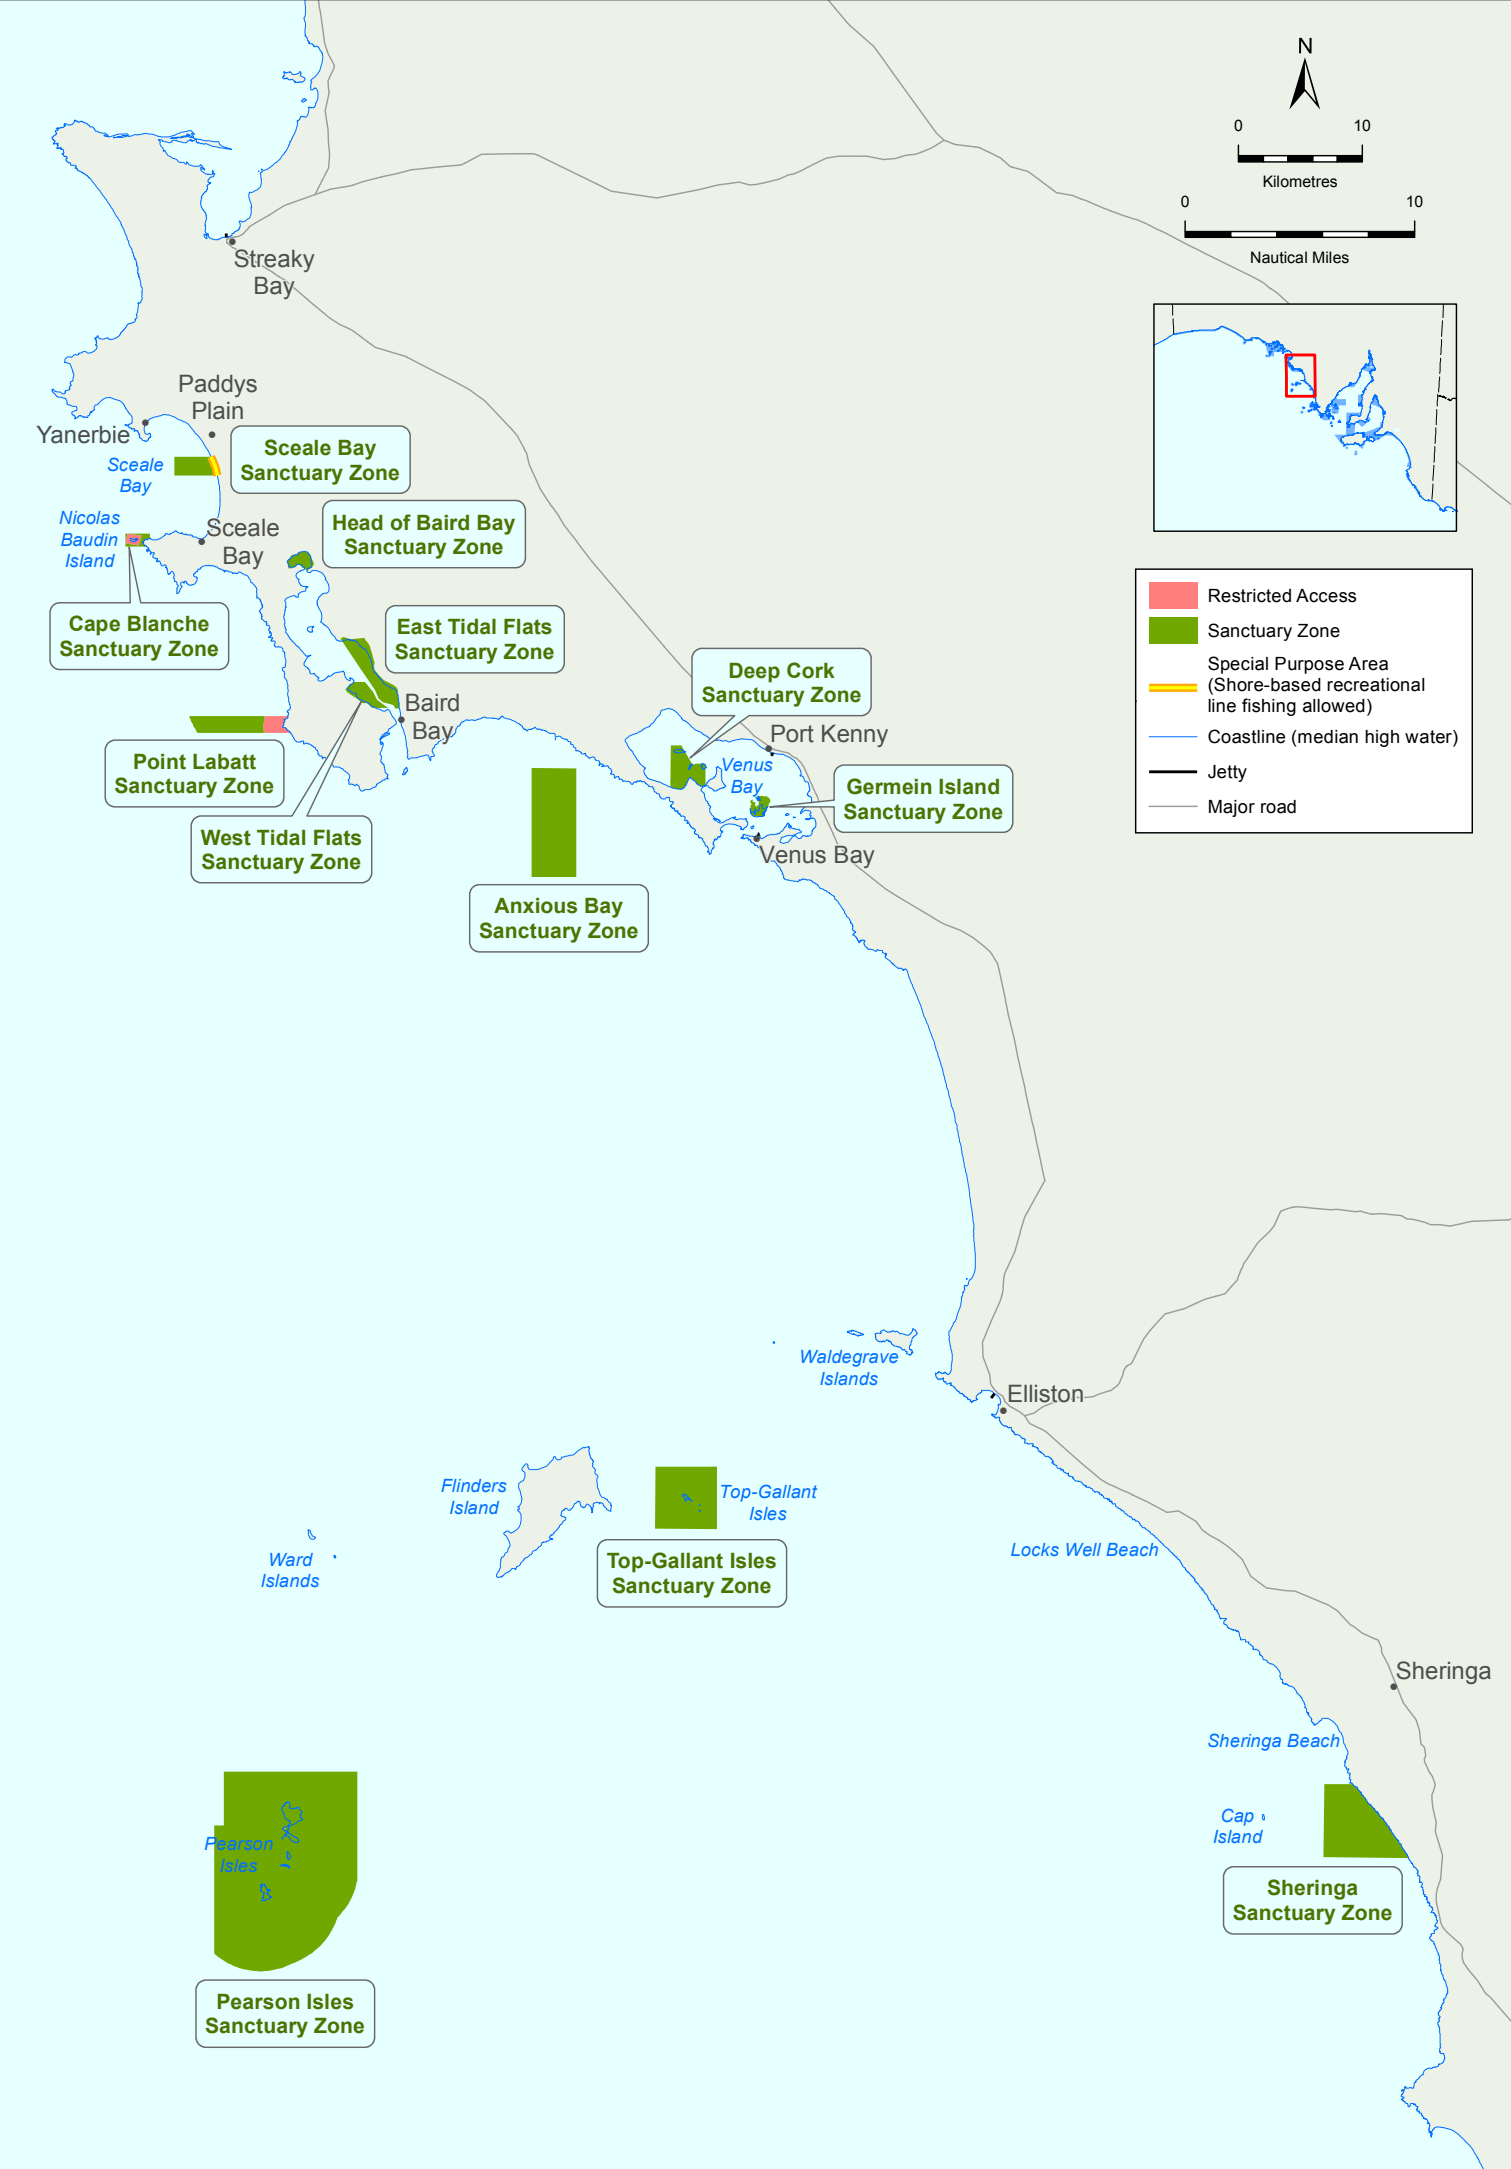 N
0 10
Kilometres
0 10
Nautical Miles
Streaky
Bay
Paddys
Plain
Yanerbie
Sceale Bay
Sanctuary Zone
Sceale
Bay
Nicolas
Baudin
Island
Sceale
Bay
Head of Baird Bay
Sanctuary Zone
Cape Blanche
Sanctuary Zone
East Tidal Flats
Sanctuary Zone
Baird
Bay
Point Labatt
Sanctuary Zone
West Tidal Flats
Sanctuary Zone
Deep Cork
Sanctuary Zone
Port Kenny
Venus
Bay
Germein Island
Sanctuary Zone
Venus Bay
Anxious Bay
Sanctuary Zone
Restricted Access
Sanctuary Zone
Special Purpose Area
(Shore-based recreational
line fishing allowed)
Coastline (median high water)
Jetty
Major road
Waldegrave
Islands
Elliston
Flinders
Island
Top-Gallant
Isles
Ward
Islands
Top-Gallant Isles
Sanctuary Zone
Locks Well Beach
Sheringa
Sheringa Beach
Cap
Island
Pearson
Isles
Sheringa
Sanctuary Zone
Pearson Isles
Sanctuary Zone